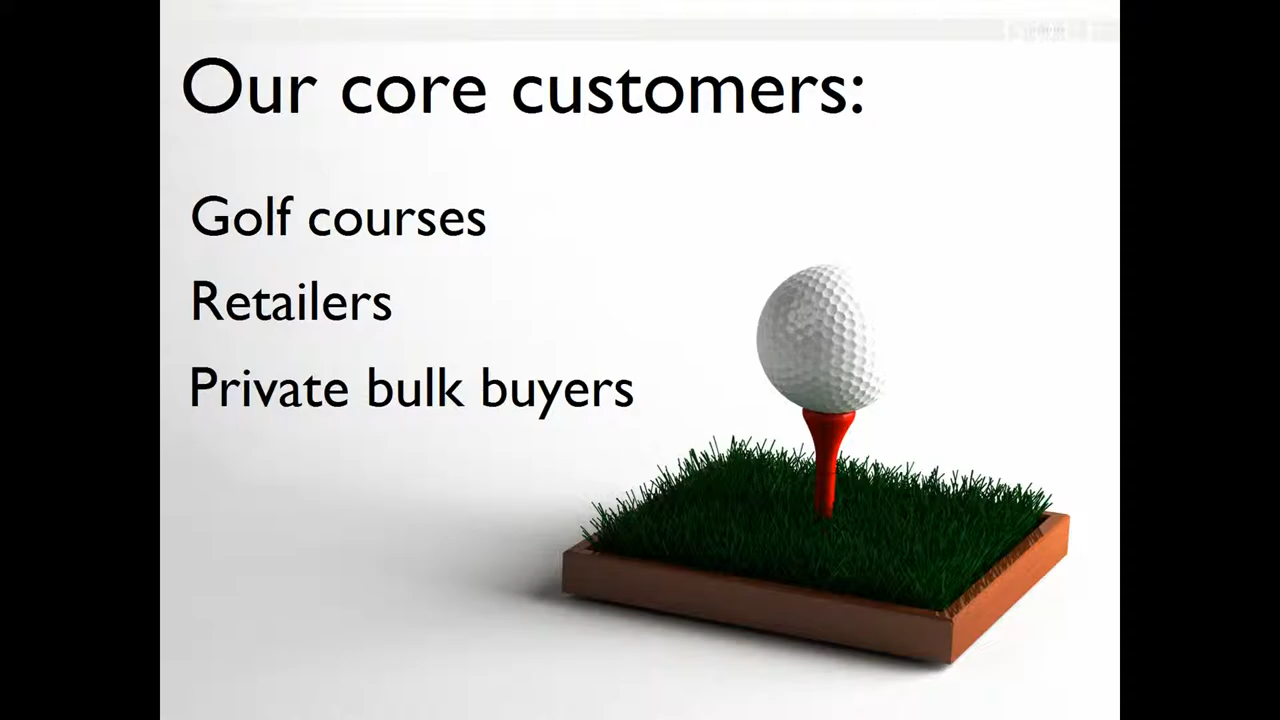 Our core customers:
Golf courses
Retailers
Private bulk buyers